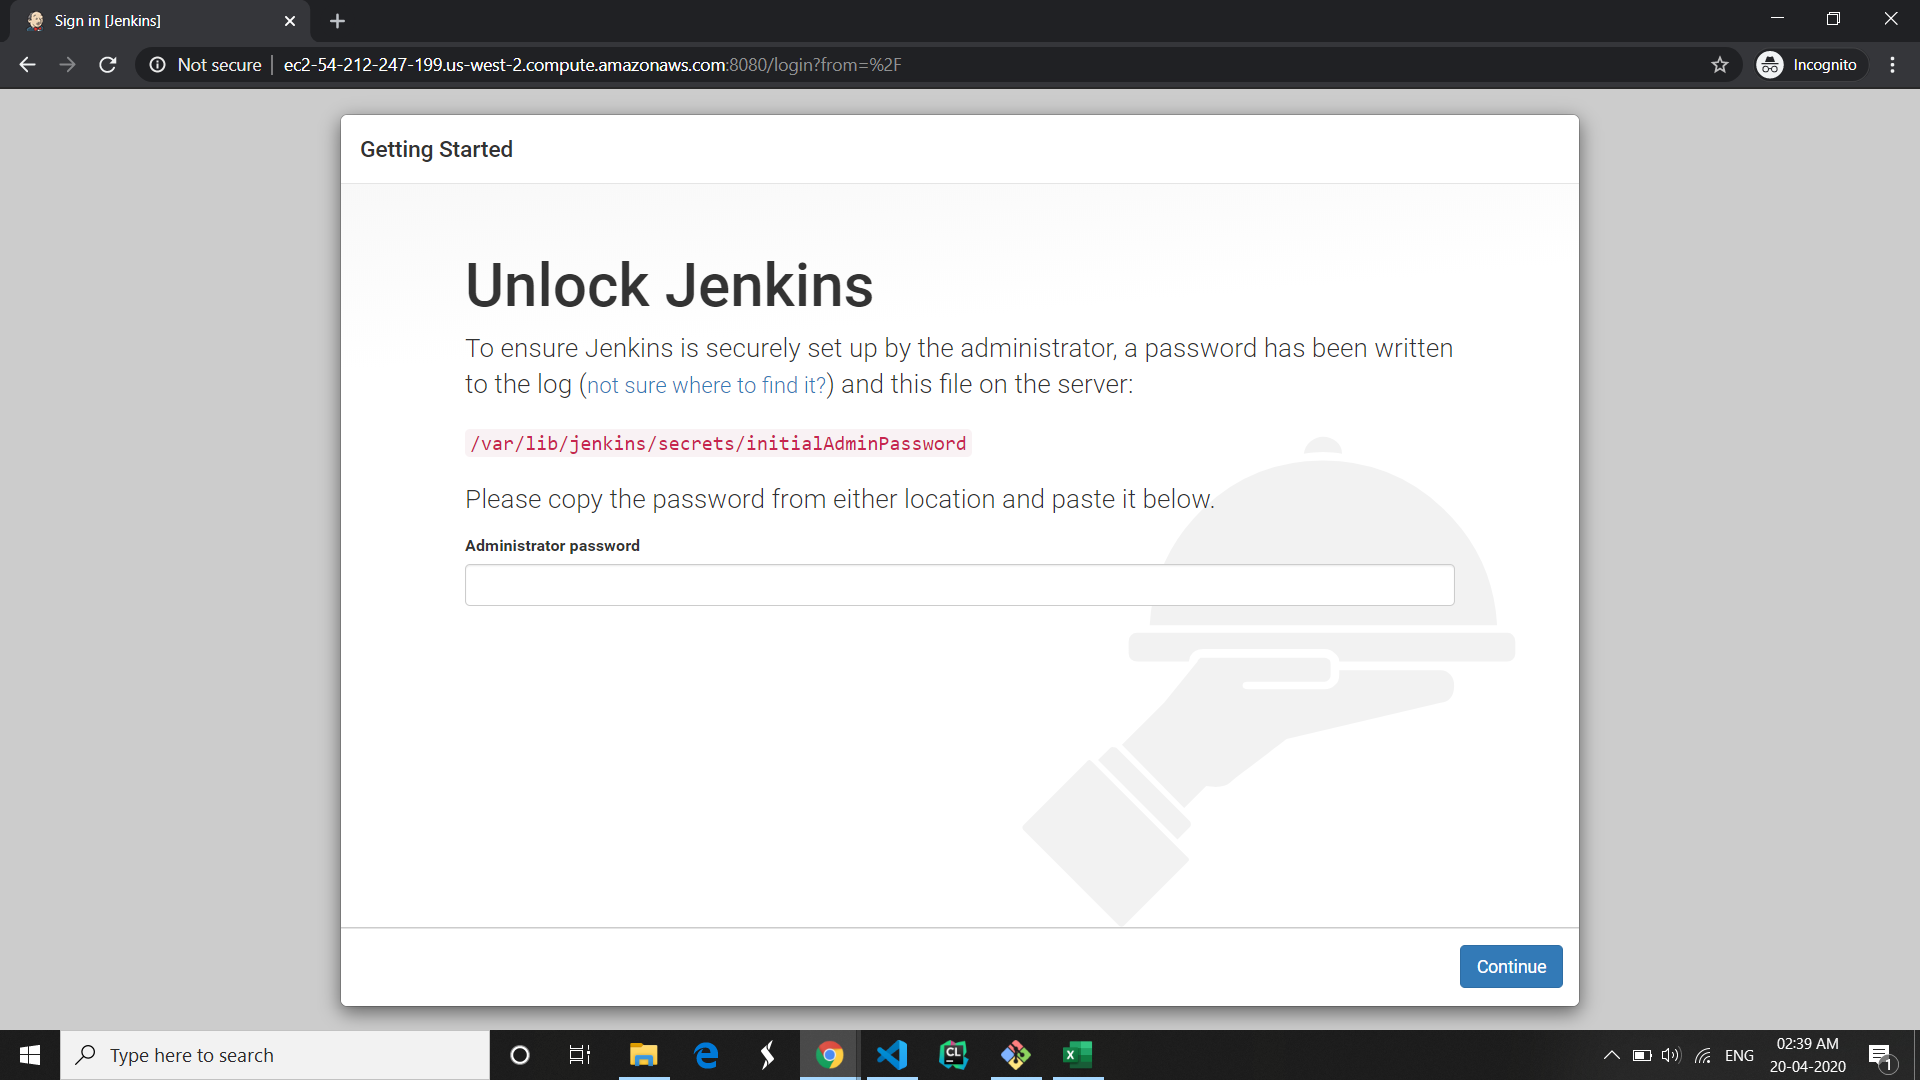 Sign in [Jenkins]
Not secure | ec2-54-212-247-199.us-west-2.compute.amazonaws.com:8080/login?from=%2F
Incognito
Getting Started
Unlock Jenkins
To ensure Jenkins is securely set up by the administrator, a password has been written
to the log (not sure where to find it?) and this file on the server:
/var/lib/jenkins/secrets/initialAdminPassword
Please copy the password from either location and paste it below.
Administrator password
Continue
Type here to search
CL
X
ENG
02:39 AM
20-04-2020
1